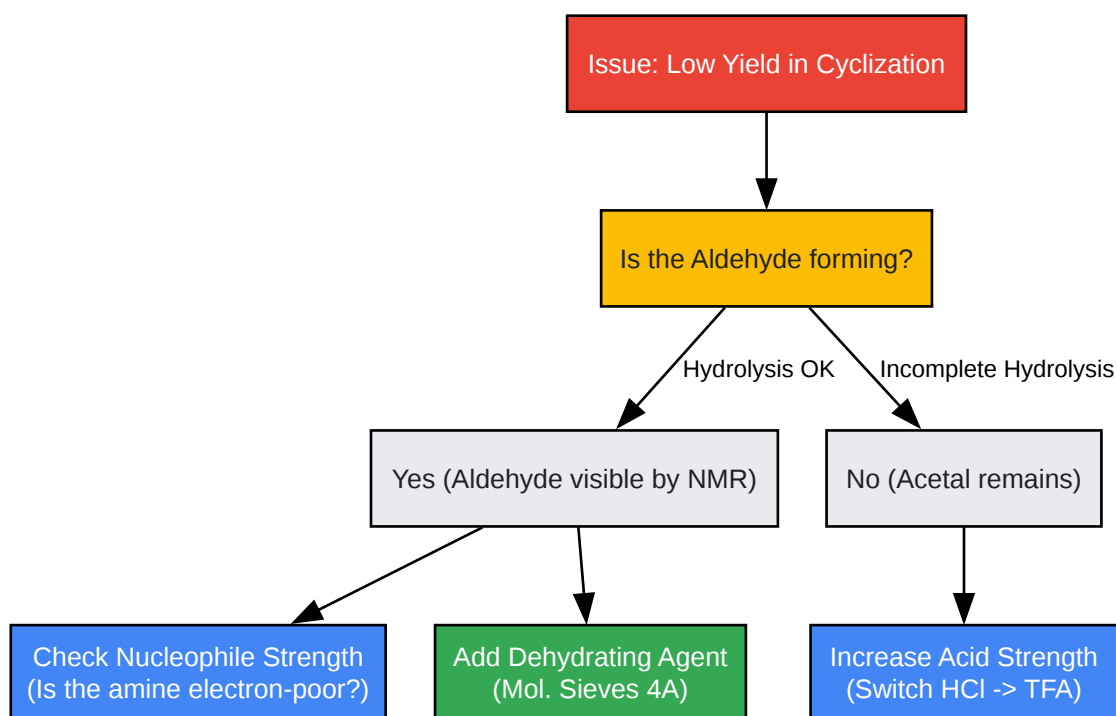 Issue: Low Yield in Cyclization
Is the Aldehyde forming?
Hydrolysis OK
Incomplete Hydrolysis
Yes (Aldehyde visible by NMR)
No (Acetal remains)
Check Nucleophile Strength
(Is the amine electron-poor?)
Add Dehydrating Agent
(Mol. Sieves 4A)
Increase Acid Strength
(Switch HCl -> TFA)